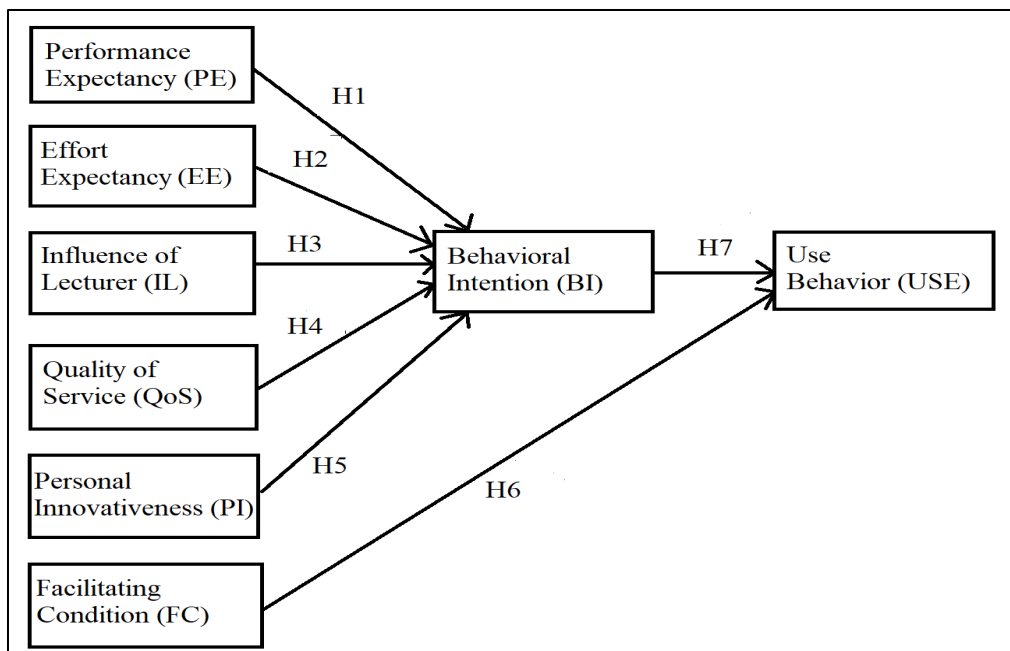 Performance
Expectancy (PE)
H1
Effort
Expectancy (EE)
H2
Influence of
Lecturer (IL)
H3
Behavioral
Intention (BI)
H7
Use
Behavior (USE)
H4
Quality of
Service (QoS)
H5
Personal
Innovativeness (PI)
H6
Facilitating
Condition (FC)